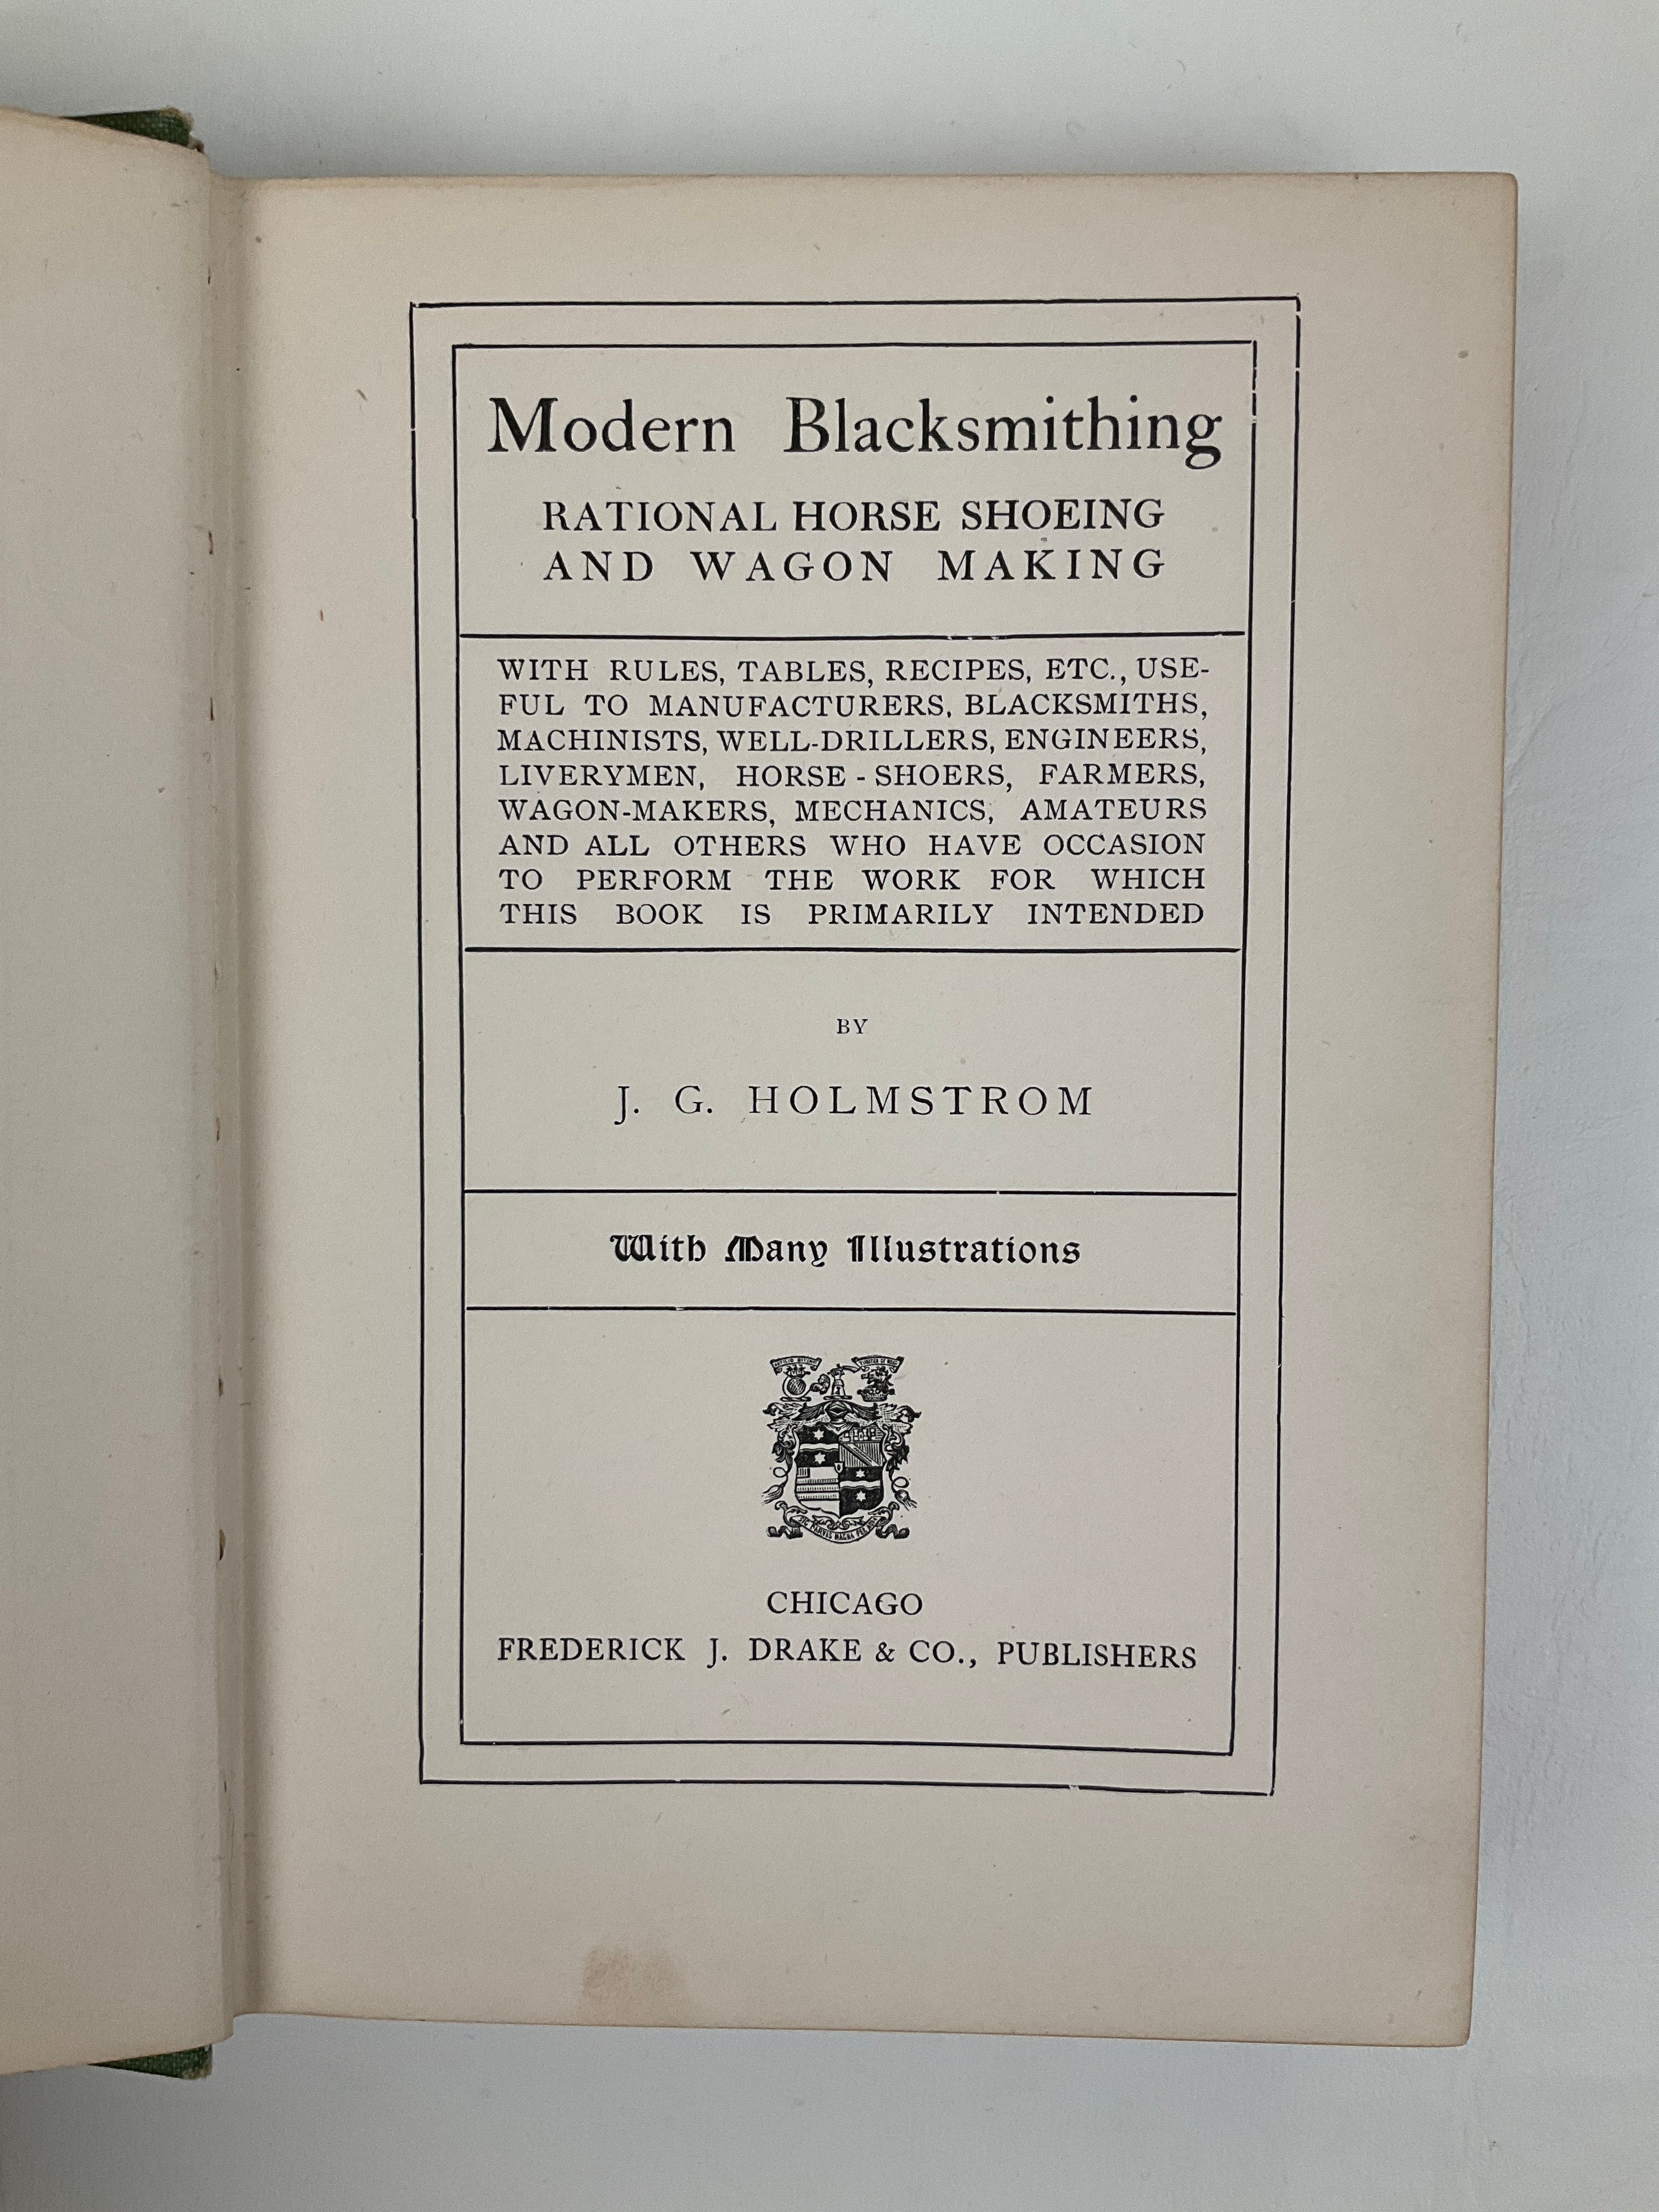 Modern Blacksmithing
RATIONAL HORSE SHOEING
AND WAGON MAKING
WITH RULES, TABLES, RECIPES, ETC., USE-
FUL TO MANUFACTURERS, BLACKSMITHS,
MACHINISTS, WELL-DRILLERS, ENGINEERS,
LIVERYMEN, HORSE-SHOERS, FARMERS,
WAGON-MAKERS, MECHANICS, AMATEURS
AND ALL OTHERS WHO HAVE OCCASION
TO PERFORM THE WORK FOR WHICH
THIS BOOK IS PRIMARILY INTENDED
BY
J. G. HOLMSTROM
With Many Illustrations
SIC PARVIS MAGNA
CHICAGO
FREDERICK J. DRAKE & CO., PUBLISHERS